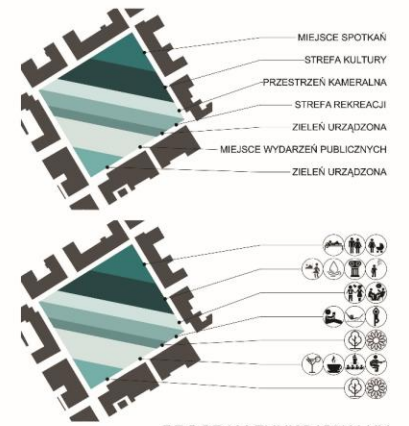 MIEJSCE SPOTKAŃ
STREFA KULTURY
PRZESTRZEŃ KAMERALNA
STREFA REKREACJI
ZIELEŃ URZĄDZONA
MIEJSCE WYDARZEŃ PUBLICZNYCH
ZIELEŃ URZĄDZONA